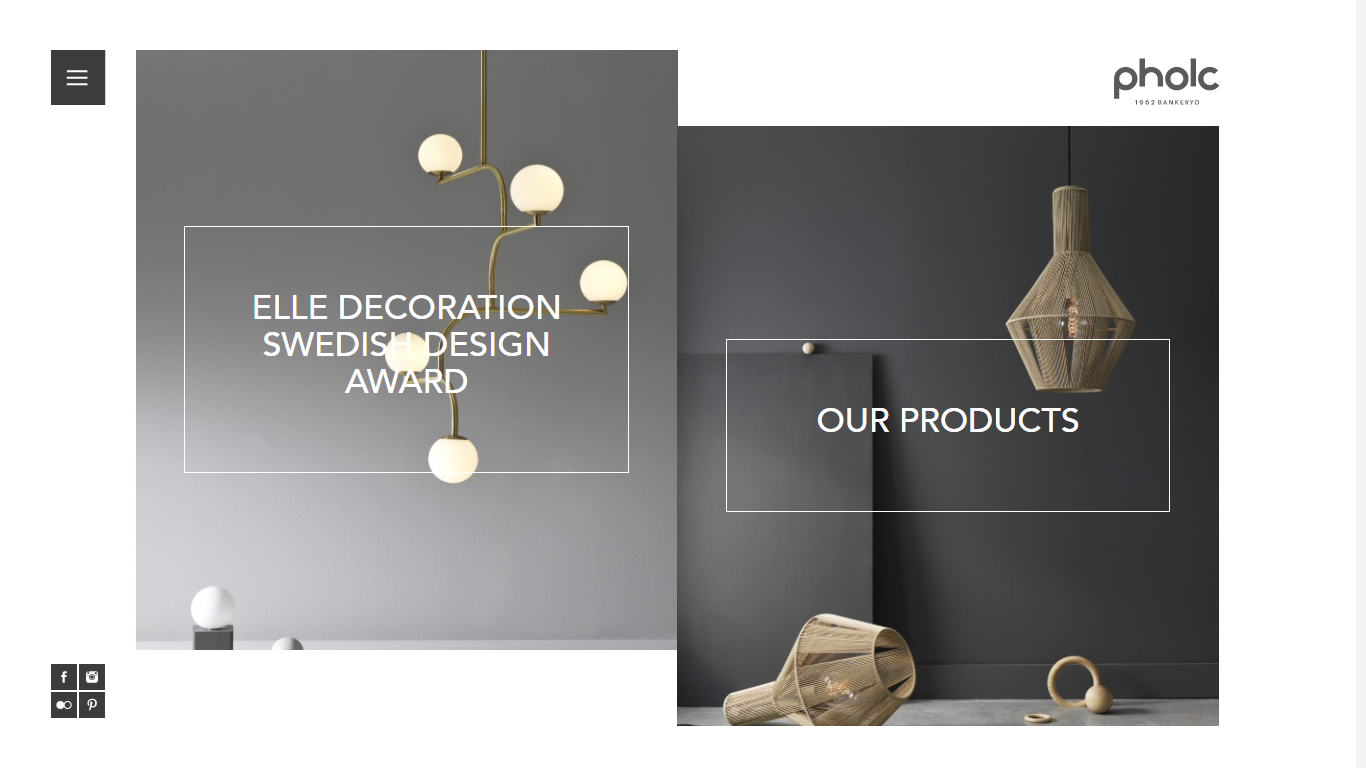 pholc
1962 BANKERYD
ELLE DECORATION
SWEDISH DESIGN
AWARD
OUR PRODUCTS